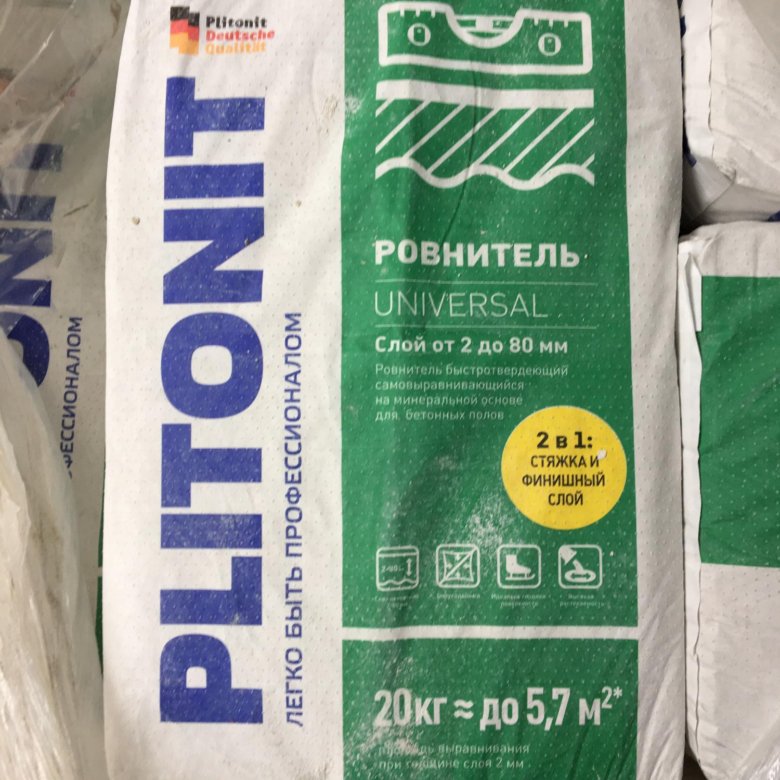 Plitonit
Deutsche
Qualität
PLITONIT
ЛЕГКО БЫТЬ ПРОФЕССИОНАЛОМ
РОВНИТЕЛЬ
UNIVERSAL
Слой от 2 до 80 мм
Ровнитель быстротвердеющий
самовыравнивающийся
на минеральной основе
для бетонных полов
2 в 1:
СТЯЖКА И
ФИНИШНЫЙ
СЛОЙ
20кг ≈ до 5,7 м²*
площадь выравнивания
при толщине слоя 2 мм